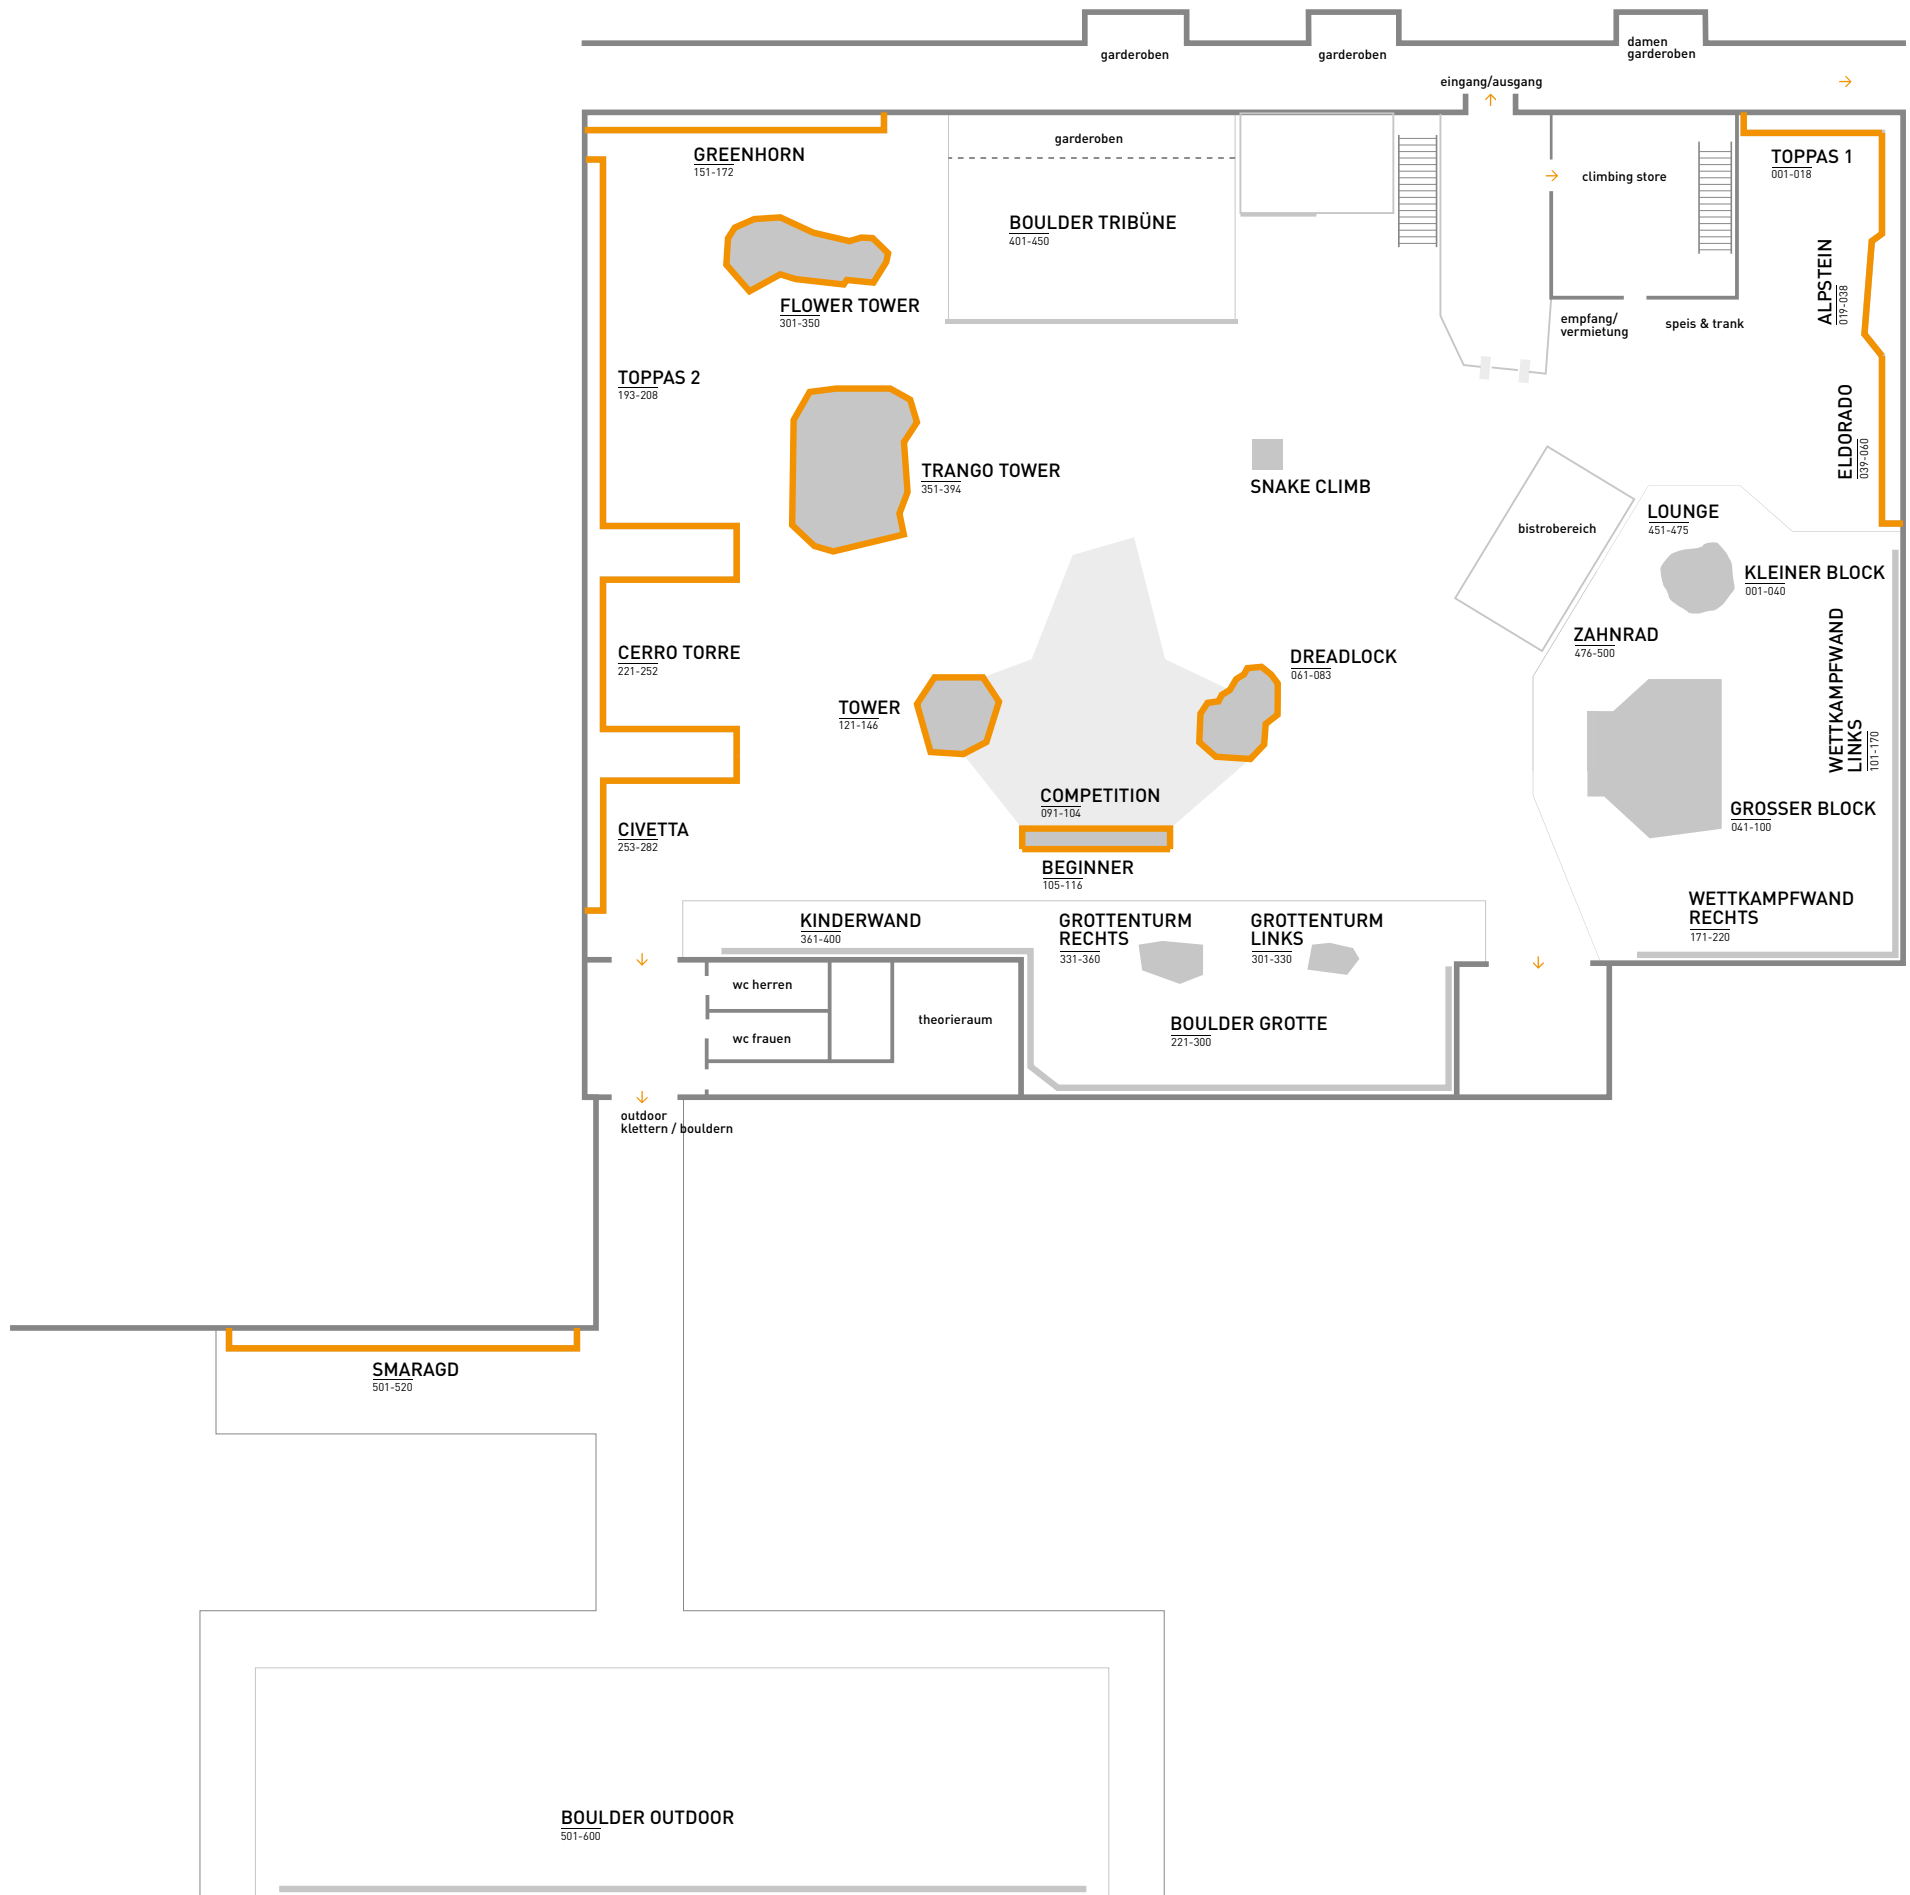 garderoben
garderoben
damen
garderoben
eingang/ausgang
GREENHORN
151-172
garderoben
BOULDER TRIBÜNE
401-450
climbing store
TOPPAS 1
001-018
FLOWER TOWER
301-350
empfang/
vermietung
speis & trank
ALPSTEIN
019-038
TOPPAS 2
193-208
TRANGO TOWER
351-394
SNAKE CLIMB
ELDORADO
039-060
bistrobereich
LOUNGE
451-475
KLEINER BLOCK
001-040
CERRO TORRE
221-252
ZAHNRAD
476-500
DREADLOCK
061-083
TOWER
121-146
WETTKAMPFWAND
LINKS
101-170
COMPETITION
091-104
GROSSER BLOCK
041-100
CIVETTA
253-282
BEGINNER
105-116
WETTKAMPFWAND
RECHTS
171-220
KINDERWAND
361-400
GROTTENTURM
RECHTS
331-360
GROTTENTURM
LINKS
301-330
wc herren
wc frauen
theorieraum
BOULDER GROTTE
221-300
outdoor
klettern / bouldern
SMARAGD
501-520
BOULDER OUTDOOR
501-600